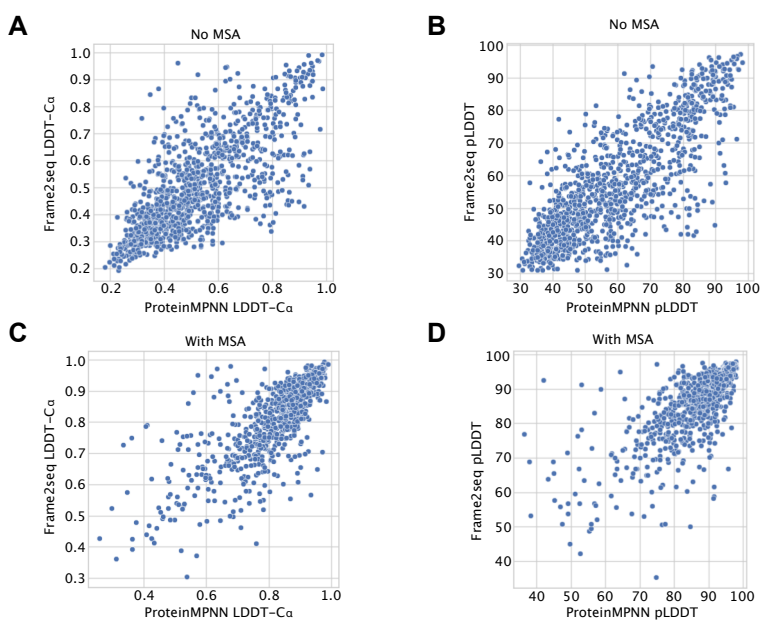 A
No MSA
1.0
0.9
0.8
0.7
0.6
0.5
0.4
0.3
0.2
Frame2seq LDDT-Cα
0.2 0.4 0.6 0.8 1.0
ProteinMPNN LDDT-Cα
B
No MSA
100
90
80
70
60
50
40
30
Frame2seq pLDDT
30 40 50 60 70 80 90 100
ProteinMPNN pLDDT
C
With MSA
1.0
0.9
0.8
0.7
0.6
0.5
0.4
0.3
Frame2seq LDDT-Cα
0.4 0.6 0.8 1.0
ProteinMPNN LDDT-Cα
D
With MSA
100
90
80
70
60
50
40
Frame2seq pLDDT
40 50 60 70 80 90 100
ProteinMPNN pLDDT